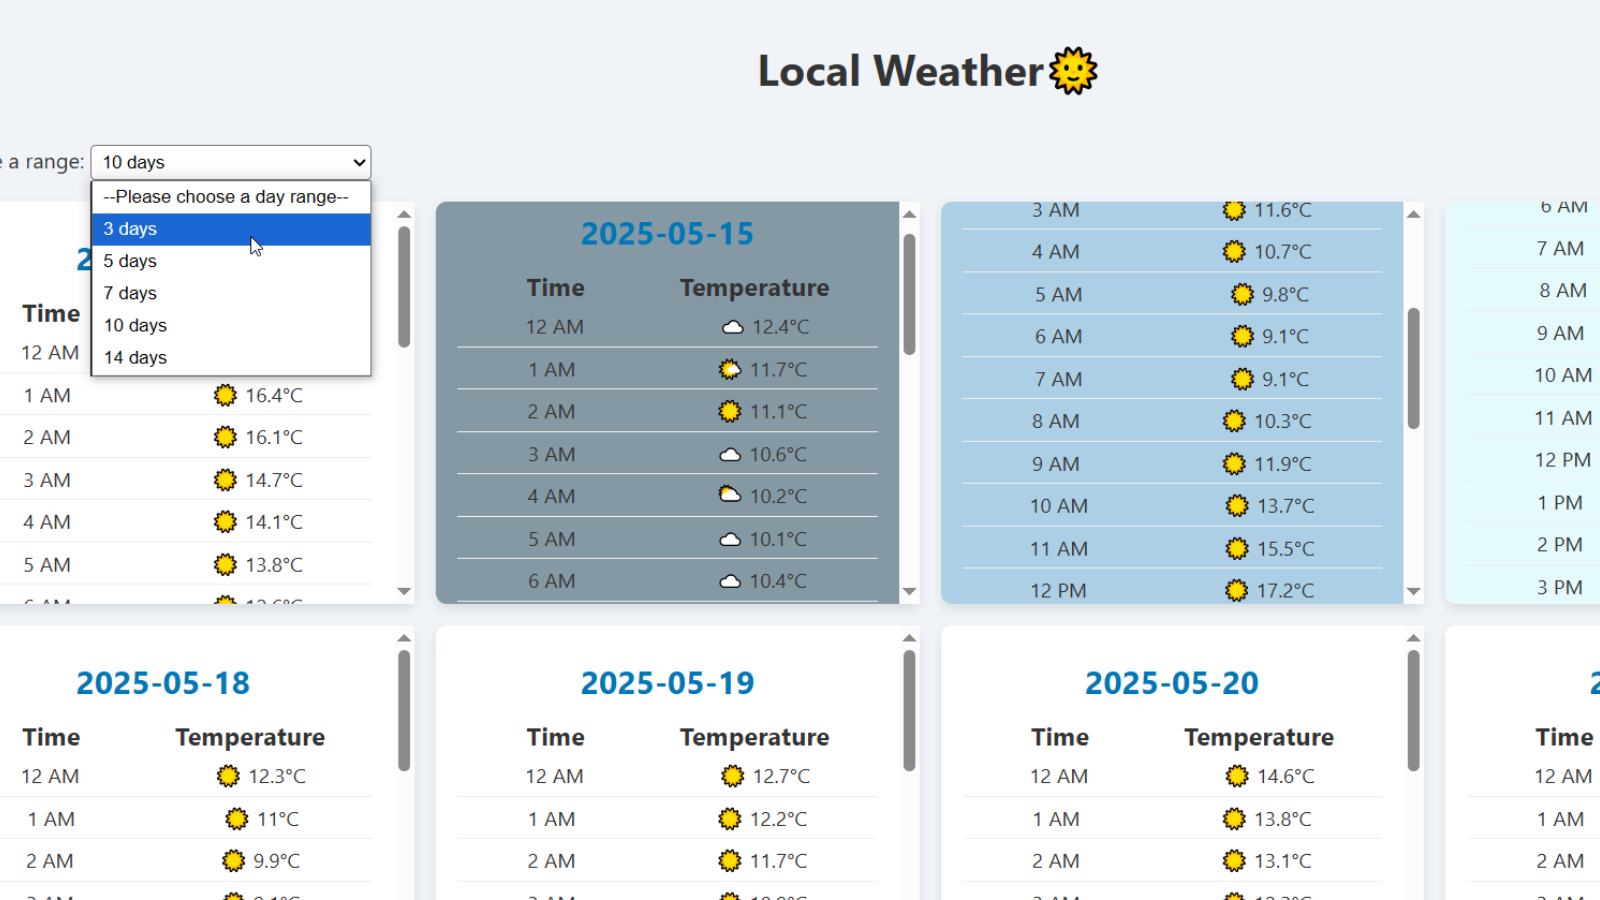 Local Weather
a range: 10 days
--Please choose a day range--
3 days
5 days
7 days
10 days
14 days
Time
12 AM
1 AM 16.4°C
2 AM 16.1°C
3 AM 14.7°C
4 AM 14.1°C
5 AM 13.8°C
2025-05-15
Time Temperature
12 AM 12.4°C
1 AM 11.7°C
2 AM 11.1°C
3 AM 10.6°C
4 AM 10.2°C
5 AM 10.1°C
6 AM 10.4°C
3 AM 11.6°C
4 AM 10.7°C
5 AM 9.8°C
6 AM 9.1°C
7 AM 9.1°C
8 AM 10.3°C
9 AM 11.9°C
10 AM 13.7°C
11 AM 15.5°C
12 PM 17.2°C
6 AM
7 AM
8 AM
9 AM
10 AM
11 AM
12 PM
1 PM
2 PM
3 PM
2025-05-18
Time Temperature
12 AM 12.3°C
1 AM 11°C
2 AM 9.9°C
2025-05-19
Time Temperature
12 AM 12.7°C
1 AM 12.2°C
2 AM 11.7°C
2025-05-20
Time Temperature
12 AM 14.6°C
1 AM 13.8°C
2 AM 13.1°C
Time
12 AM
1 AM
2 AM